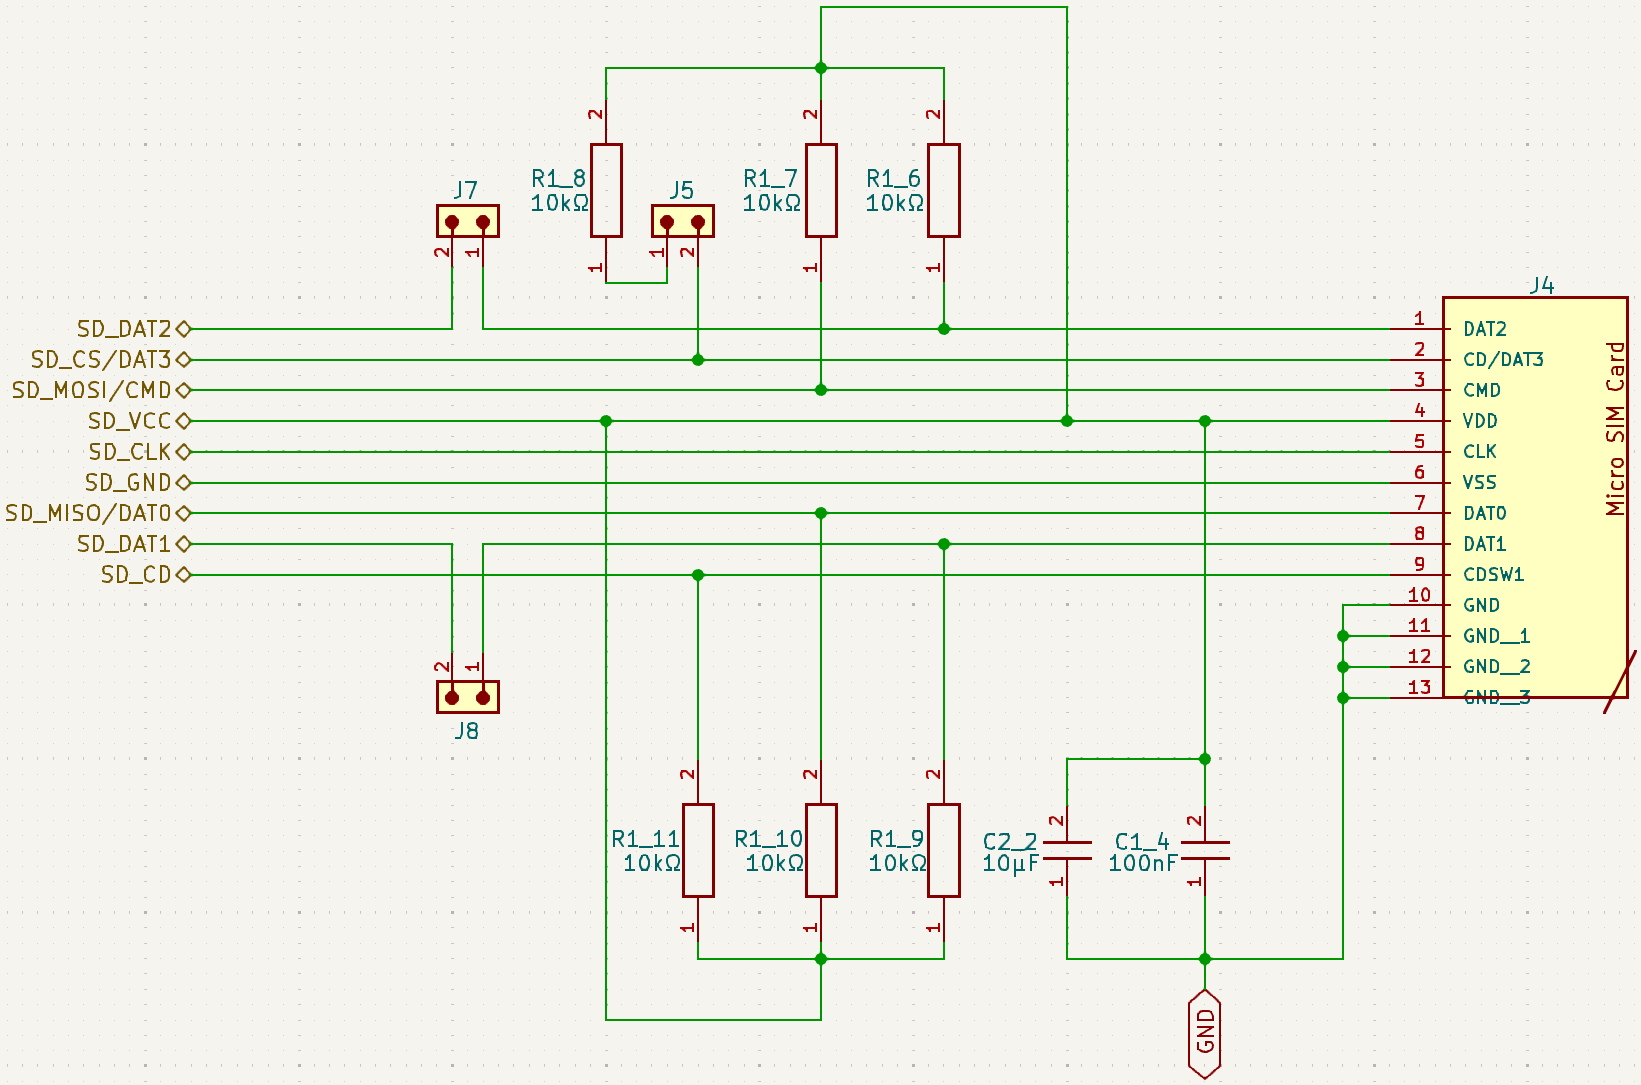 2
2
2
J7
R1_8
10kΩ
J5
R1_7
10kΩ
R1_6
10kΩ
2
1
1
2
1
1
1
J4
SD_DAT2
1
DAT2
SD_CS/DAT3
2
CD/DAT3
SD_MOSI/CMD
3
CMD
SD_VCC
4
VDD
SD_CLK
5
CLK
SD_GND
6
VSS
SD_MISO/DAT0
7
DAT0
SD_DAT1
8
DAT1
SD_CD
9
CDSW1
10
GND
11
GND__1
12
GND__2
13
GND__3
Micro SIM Card
2
1
J8
2
2
2
2
2
R1_11
10kΩ
R1_10
10kΩ
R1_9
10kΩ
C2_2
10µF
C1_4
100nF
1
1
1
1
1
GND